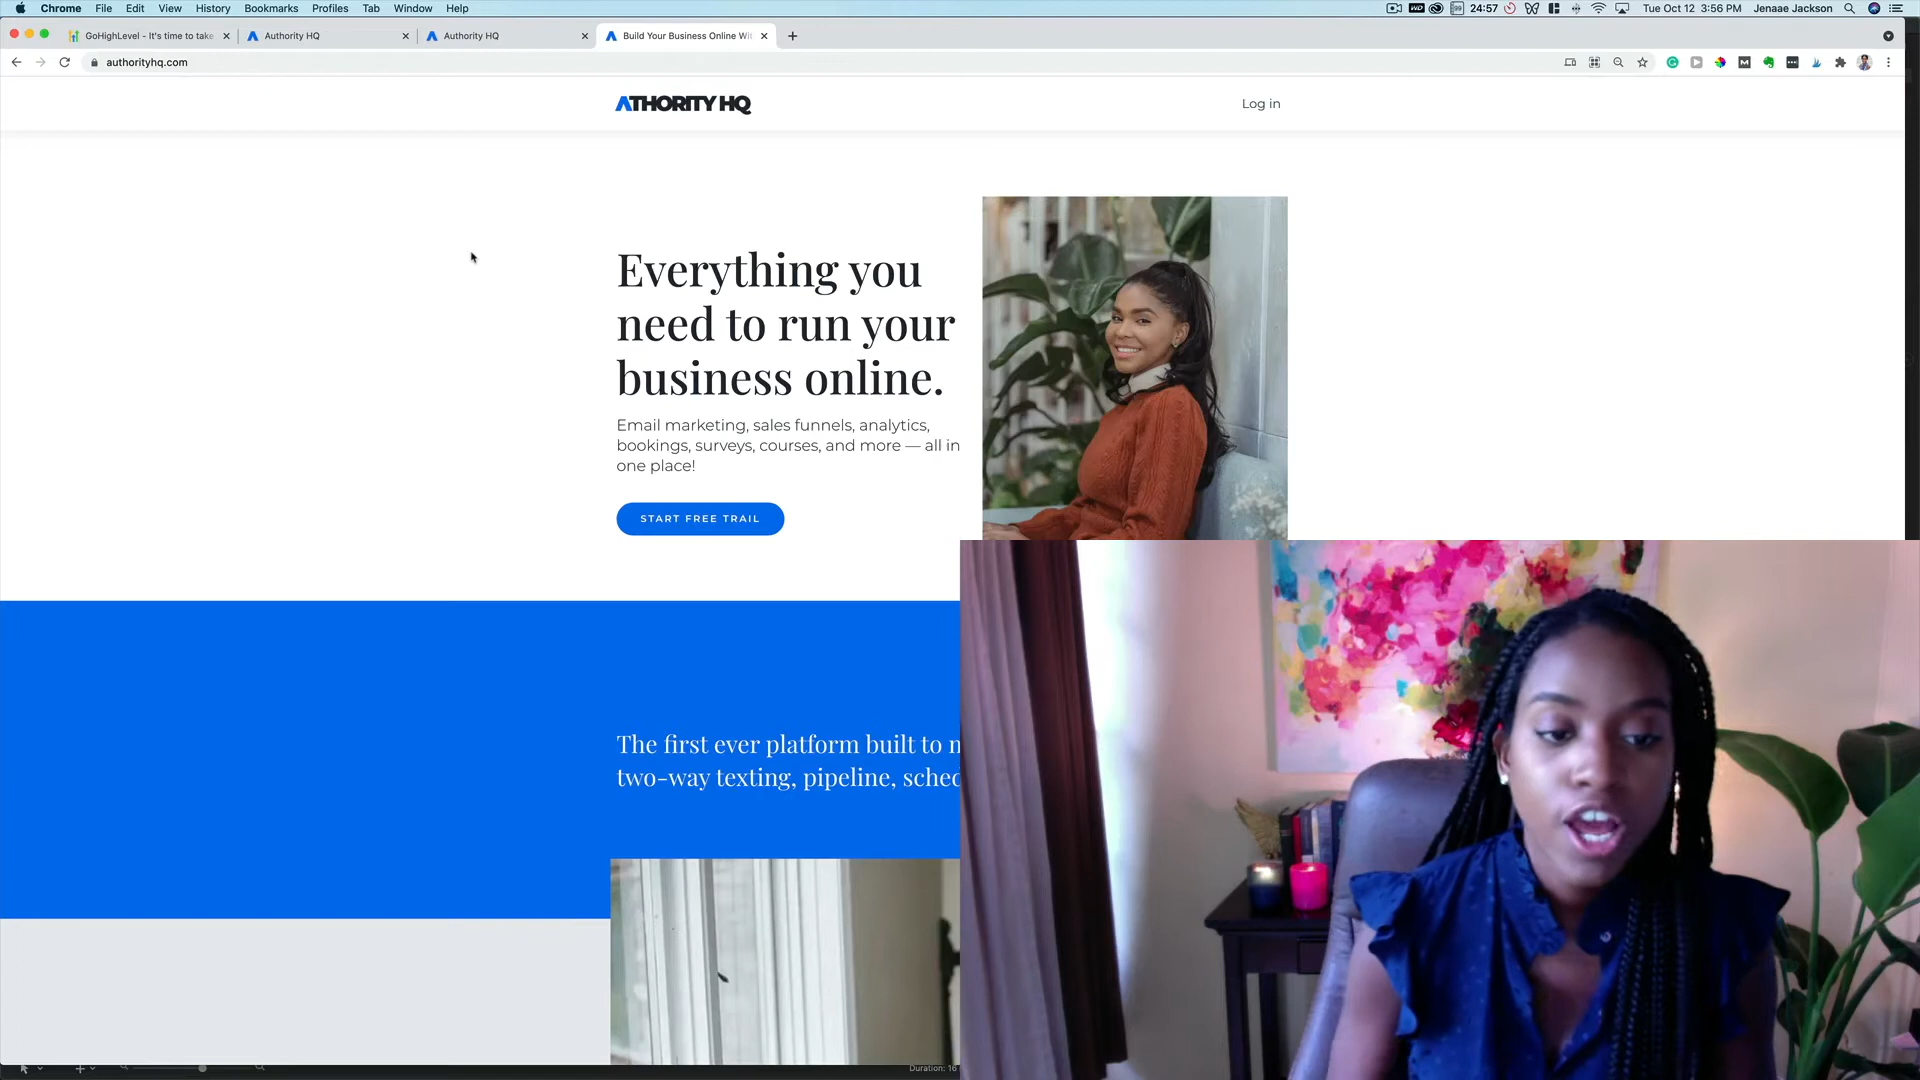 Chrome File Edit View History Bookmarks Profiles Tab Window Help
24:57
Tue Oct 12 3:56 PM Jenaae Jackson
GoHighLevel - It's time to take
Authority HQ
Authority HQ
Build Your Business Online Wit
authorityhq.com
ATHORITY HQ
Log in
Everything you
need to run your
business online.
Email marketing, sales funnels, analytics,
bookings, surveys, courses, and more — all in
one place!
START FREE TRAIL
The first ever platform built to m
two-way texting, pipeline, sched
Duration: 16